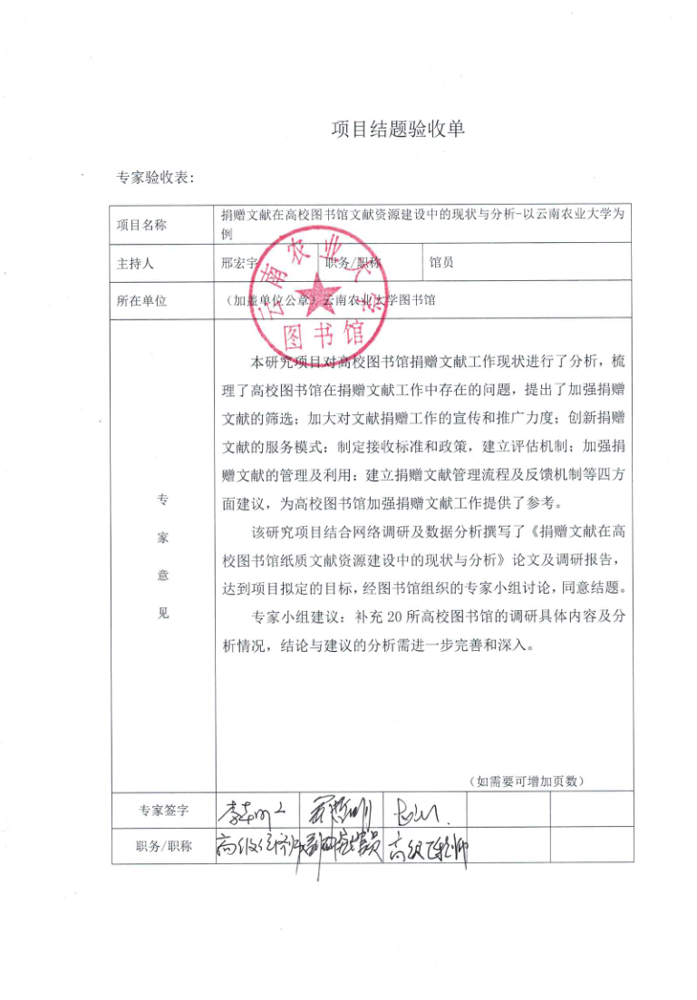 项目结题验收单
专家验收表:
项目名称
捐赠文献在高校图书馆文献资源建设中的现状与分析-以云南农业大学为
例
主持人
邢宏宇
职务/职称
馆员
所在单位
（加盖单位公章）云南农业大学图书馆
云南农业大学
图书馆
专家意见
本研究项目对高校图书馆捐赠文献工作现状进行了分析，梳
理了高校图书馆在捐赠文献工作中存在的问题，提出了加强捐赠
文献的筛选；加大对文献捐赠工作的宣传和推广力度；创新捐赠
文献的服务模式：制定接收标准和政策，建立评估机制；加强捐
赠文献的管理及利用：建立捐赠文献管理流程及反馈机制等四方
面建议，为高校图书馆加强捐赠文献工作提供了参考。
该研究项目结合网络调研及数据分析撰写了《捐赠文献在高
校图书馆纸质文献资源建设中的现状与分析》论文及调研报告，
达到项目拟定的目标，经图书馆组织的专家小组讨论，同意结题。
专家小组建议：补充 20 所高校图书馆的调研具体内容及分
析情况，结论与建议的分析需进一步完善和深入。
（如需要可增加页数）
专家签字
职务/职称
高级 高级工程师